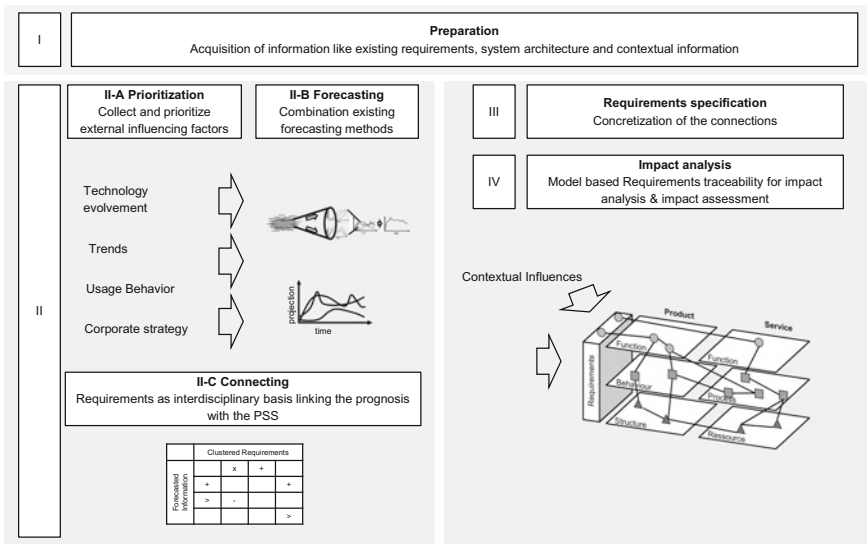 I
Preparation
Acquisition of information like existing requirements, system architecture and contextual information
II
II-A Prioritization
Collect and prioritize
external influencing factors
II-B Forecasting
Combination existing
forecasting methods
Technology
evolvement
Trends
Usage Behavior
Corporate strategy
projection
time
II-C Connecting
Requirements as interdisciplinary basis linking the prognosis
with the PSS
Clustered Requirements
Forecasted
Information
x +
+ +
> -
>
III
Requirements specification
Concretization of the connections
IV
Impact analysis
Model based Requirements traceability for impact
analysis & impact assessment
Contextual Influences
Product
Service
Requirements
Function
Function
Behaviour
Process
Structure
Ressource